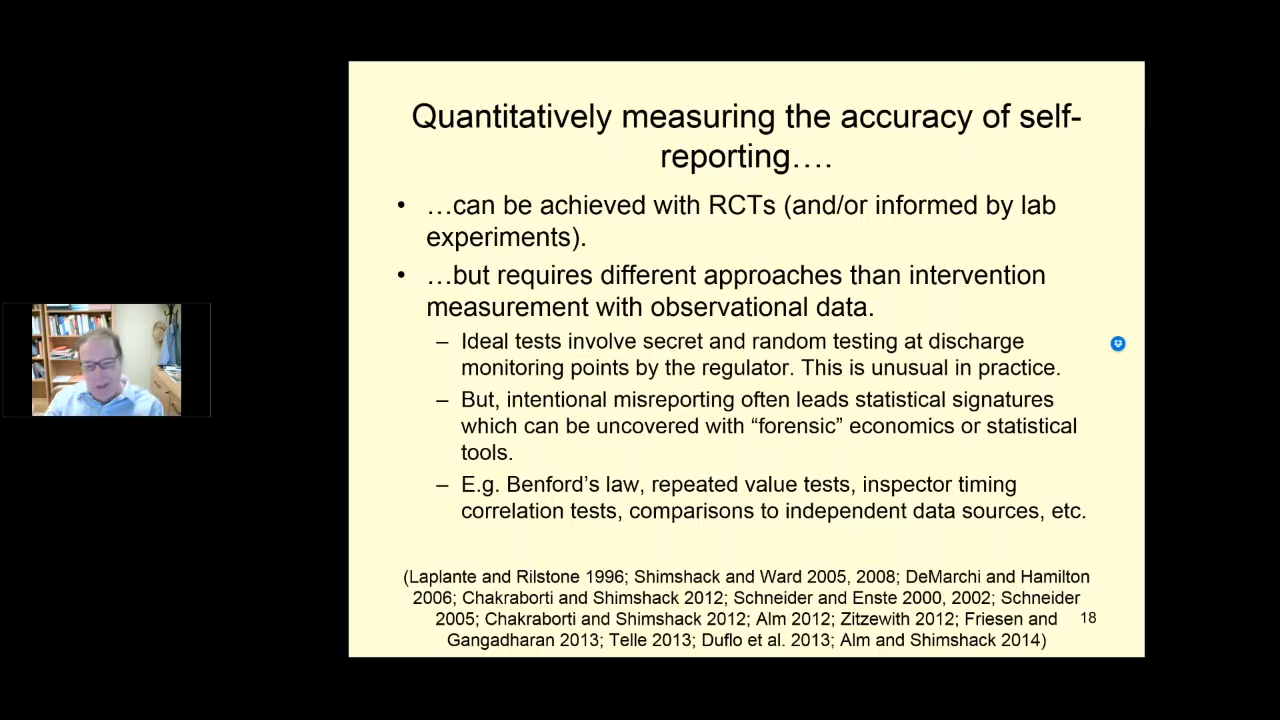 Quantitatively measuring the accuracy of self-
reporting….
• …can be achieved with RCTs (and/or informed by lab
experiments).
• …but requires different approaches than intervention
measurement with observational data.
– Ideal tests involve secret and random testing at discharge
monitoring points by the regulator. This is unusual in practice.
– But, intentional misreporting often leads statistical signatures
which can be uncovered with “forensic” economics or statistical
tools.
– E.g. Benford’s law, repeated value tests, inspector timing
correlation tests, comparisons to independent data sources, etc.
(Laplante and Rilstone 1996; Shimshack and Ward 2005, 2008; DeMarchi and Hamilton
2006; Chakraborti and Shimshack 2012; Schneider and Enste 2000, 2002; Schneider
2005; Chakraborti and Shimshack 2012; Alm 2012; Zitzewith 2012; Friesen and
Gangadharan 2013; Telle 2013; Duflo et al. 2013; Alm and Shimshack 2014)
18